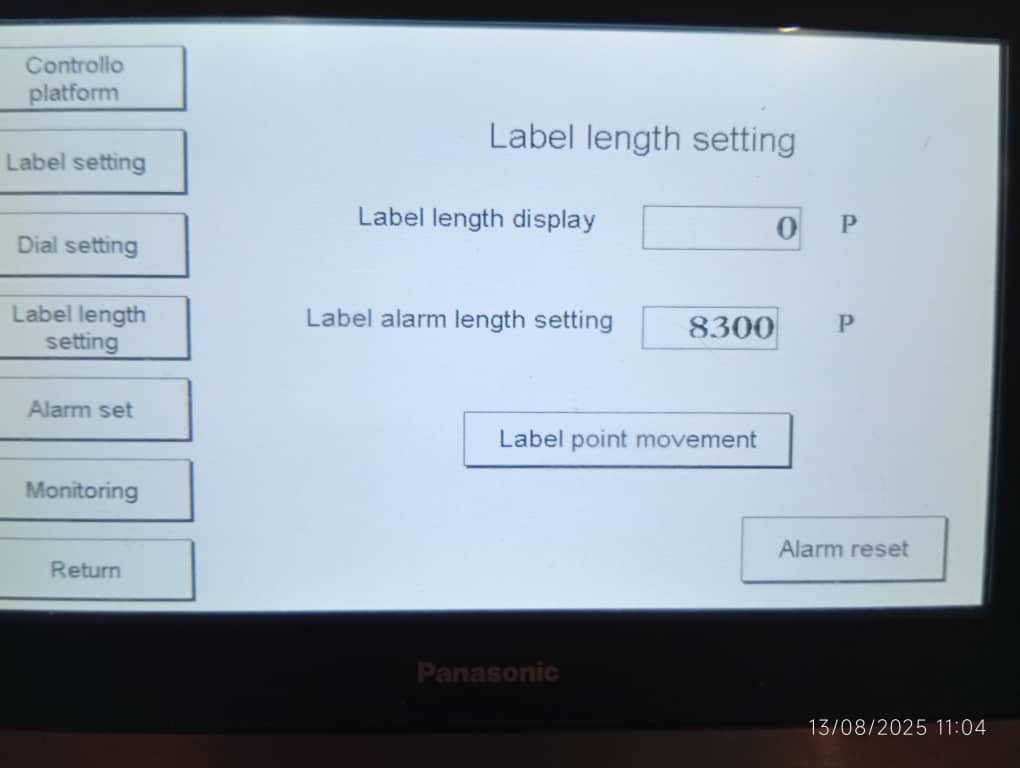 Controllo
platform
Label setting
Dial setting
Label length
setting
Alarm set
Monitoring
Return
Label length setting
Label length display 0 P
Label alarm length setting 8300 P
Label point movement
Alarm reset
Panasonic
13/08/2025 11:04